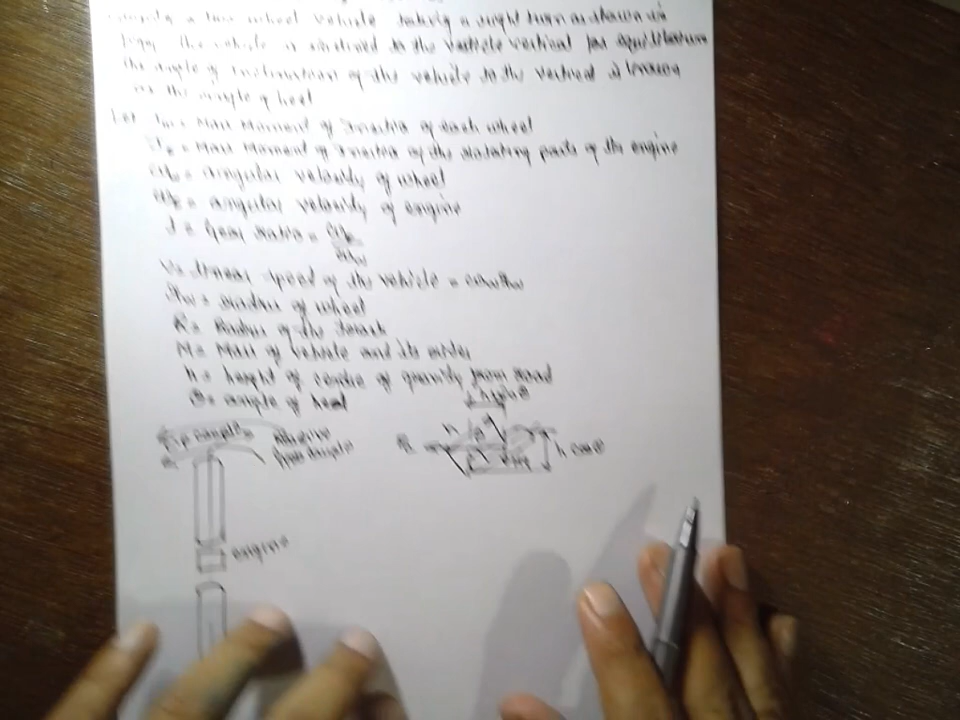 a two wheel vehicle taking a right turn as shown in
fig. The vehicle is inclined to the vertical for equilibrium
the angle of inclination of the vehicle to the vertical is known
as the angle of heel
Let Iw = Mass Moment of Inertia of each wheel
IE = Mass Moment of Inertia of the rotating parts of the engine
ωw = angular velocity of wheel
ωE = angular velocity of engine
= Gear Ratio = ωE
ωw
V = Linear speed of the vehicle = ωw × rw
rw = radius of wheel
R = Radius of the track
M = Mass of vehicle and its rider
h = height of centre of gravity from road
θ = angle of heel
h sin θ
couple
h
θ
R
h cos θ
engine